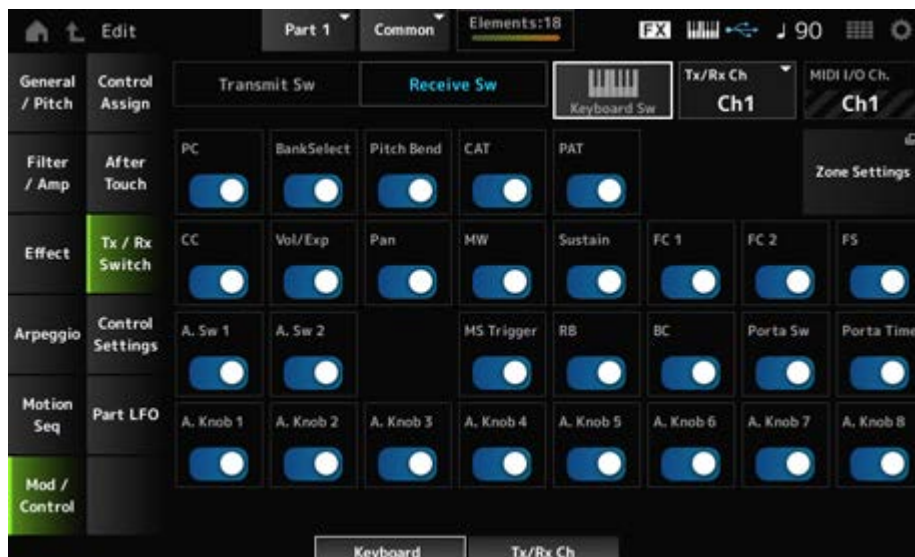 Edit
Part 1
Common
Elements:18
FX
90
General / Pitch
Control Assign
Transmit Sw
Receive Sw
Keyboard Sw
Tx/Rx Ch
Ch1
MIDI I/O Ch.
Ch1
Filter / Amp
After Touch
PC
BankSelect
Pitch Bend
CAT
PAT
Zone Settings
Effect
Tx / Rx Switch
CC
Vol/Exp
Pan
MW
Sustain
FC 1
FC 2
FS
Arpeggio
Control Settings
A. Sw 1
A. Sw 2
MS Trigger
RB
BC
Porta Sw
Porta Time
Motion Seq
Part LFO
A. Knob 1
A. Knob 2
A. Knob 3
A. Knob 4
A. Knob 5
A. Knob 6
A. Knob 7
A. Knob 8
Mod / Control
Keyboard
Tx/Rx Ch